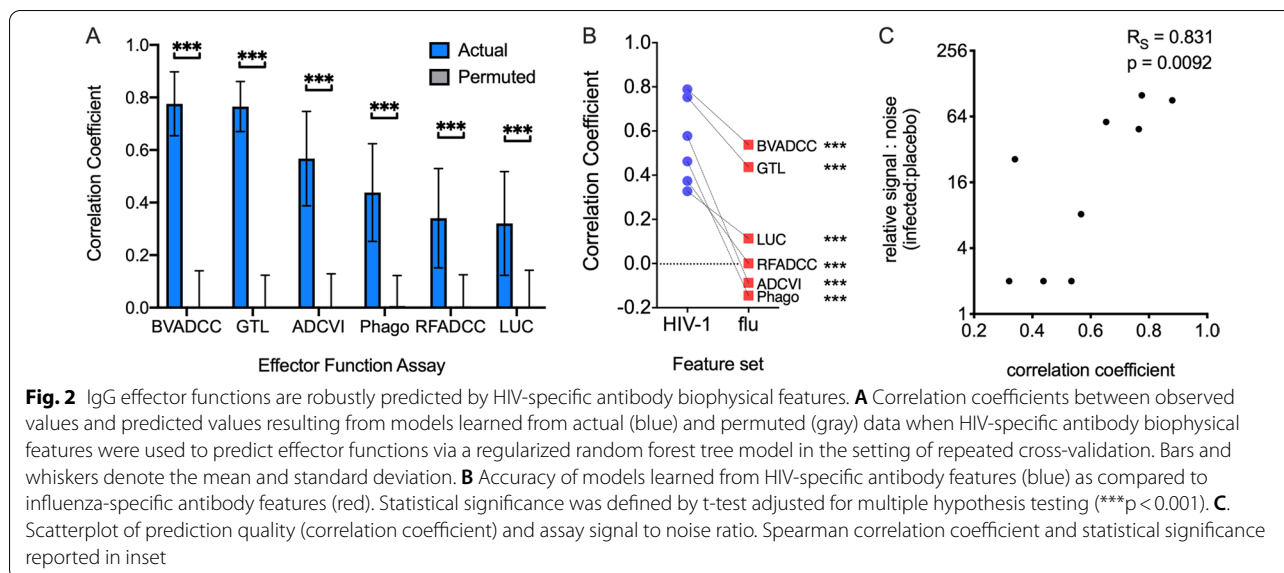 A
***
***
***
***
***
***
Actual
Permuted
Correlation Coefficient
1.0
0.8
0.6
0.4
0.2
0.0
BVADCC GTL ADCVI Phago RFADCC LUC
Effector Function Assay
B
Correlation Coefficient
1.0
0.8
0.6
0.4
0.2
0.0
-0.2
BVADCC ***
GTL ***
LUC ***
RFADCC ***
ADCVI ***
Phago ***
HIV-1 flu
Feature set
C
RS = 0.831
p = 0.0092
relative signal : noise
(infected:placebo)
256
64
16
4
1
0.2 0.4 0.6 0.8 1.0
correlation coefficient
Fig. 2 IgG effector functions are robustly predicted by HIV-specific antibody biophysical features. A Correlation coefficients between observed
values and predicted values resulting from models learned from actual (blue) and permuted (gray) data when HIV-specific antibody biophysical
features were used to predict effector functions via a regularized random forest tree model in the setting of repeated cross-validation. Bars and
whiskers denote the mean and standard deviation. B Accuracy of models learned from HIV-specific antibody features (blue) as compared to
influenza-specific antibody features (red). Statistical significance was defined by t-test adjusted for multiple hypothesis testing (***p < 0.001). C.
Scatterplot of prediction quality (correlation coefficient) and assay signal to noise ratio. Spearman correlation coefficient and statistical significance
reported in inset